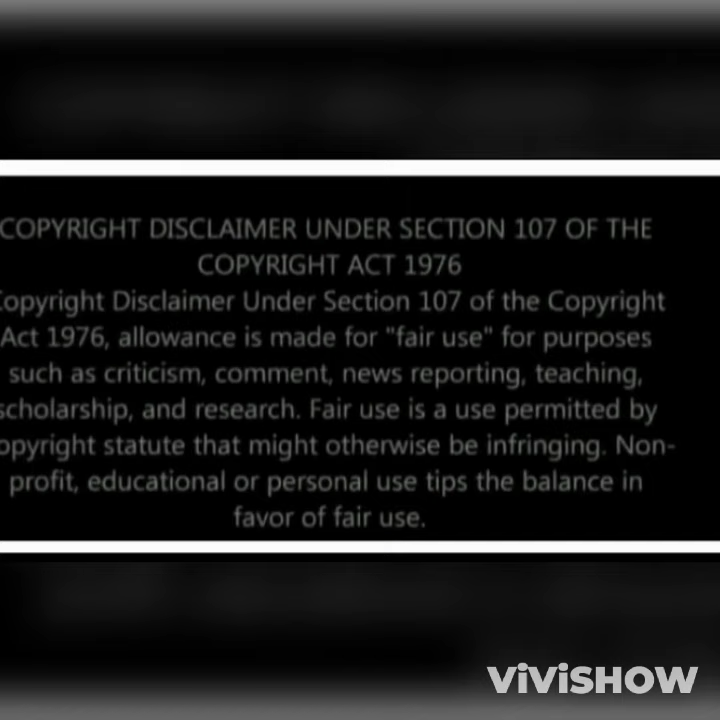 COPYRIGHT DISCLAIMER UNDER SECTION 107 OF THE
COPYRIGHT ACT 1976
Copyright Disclaimer Under Section 107 of the Copyright
Act 1976, allowance is made for "fair use" for purposes
such as criticism, comment, news reporting, teaching,
scholarship, and research. Fair use is a use permitted by
opyright statute that might otherwise be infringing. Non-
profit, educational or personal use tips the balance in
favor of fair use.
ViViSHOW